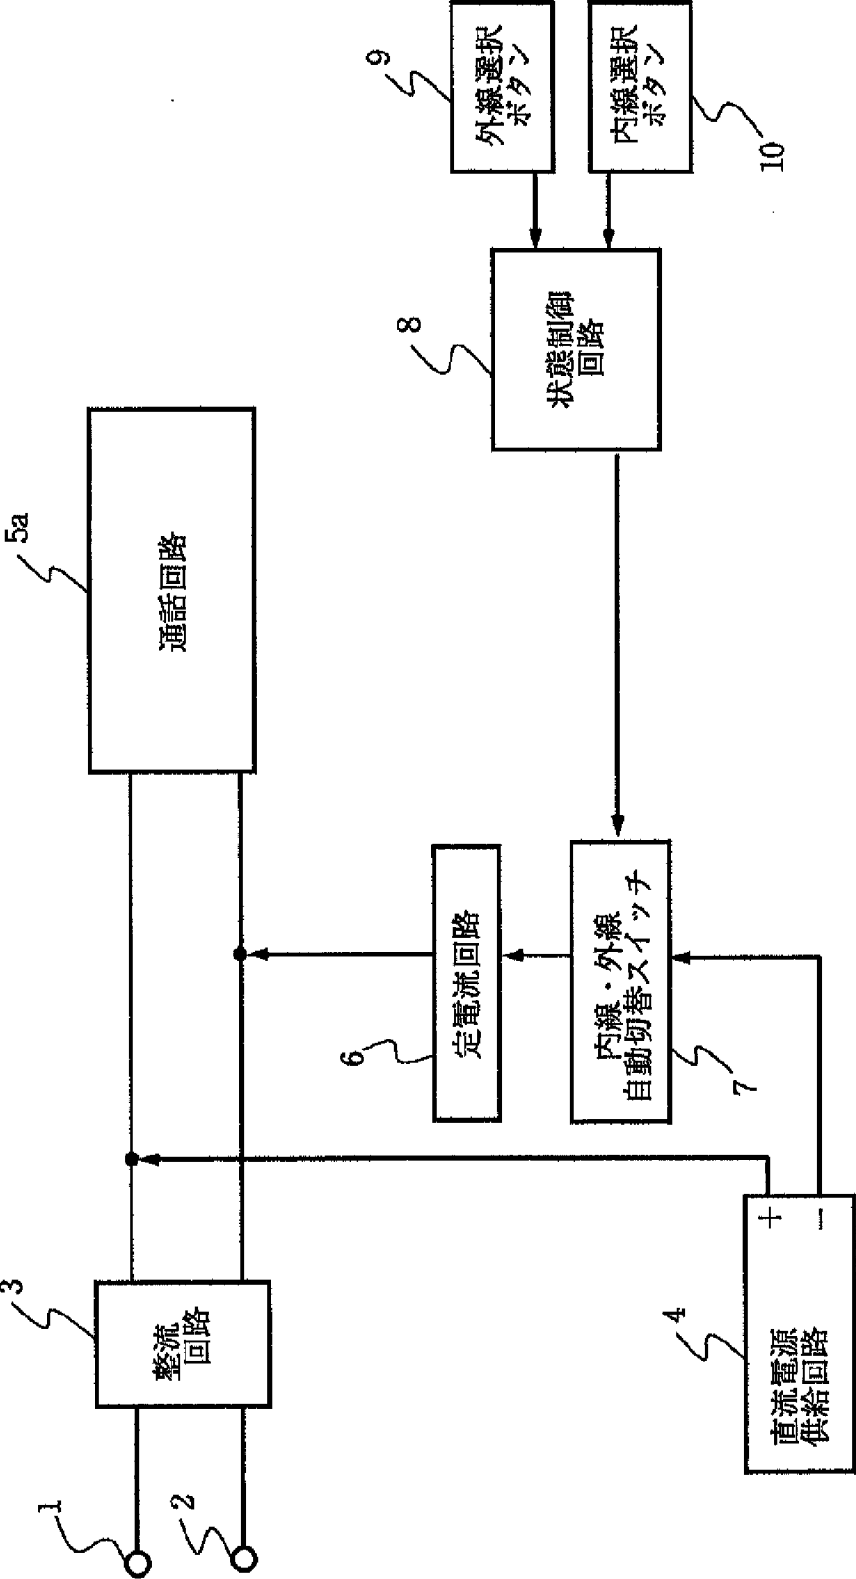 1
2
3
整流
回路
5a
通話回路
6
定電流回路
7
内線・外線
自動切替スイッチ
4
直流電源
供給回路
+
−
8
状態制御
回路
9
外線選択
ボタン
10
内線選択
ボタン